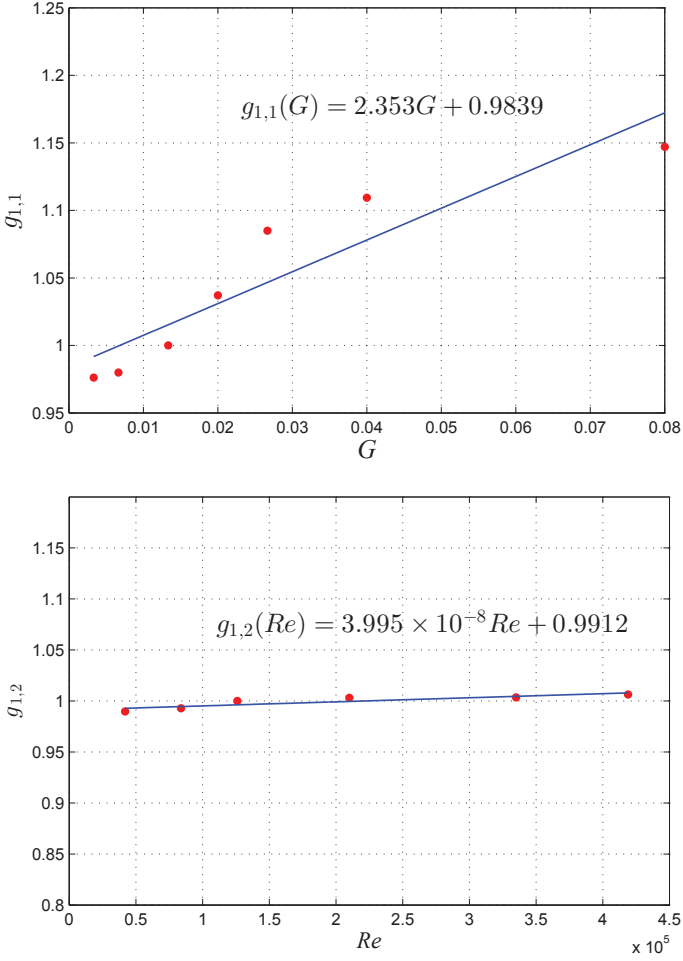 1.25
1.2
1.15
1.1
1.05
1
0.95
g₁,₁
g₁,₁(G) = 2.353G + 0.9839
0 0.01 0.02 0.03 0.04 0.05 0.06 0.07 0.08
G
1.15
1.1
1.05
1
0.95
0.9
0.85
0.8
g₁,₂
g₁,₂(Re) = 3.995 × 10⁻⁸Re + 0.9912
0 0.5 1 1.5 2 2.5 3 3.5 4 4.5
Re
x 10⁵